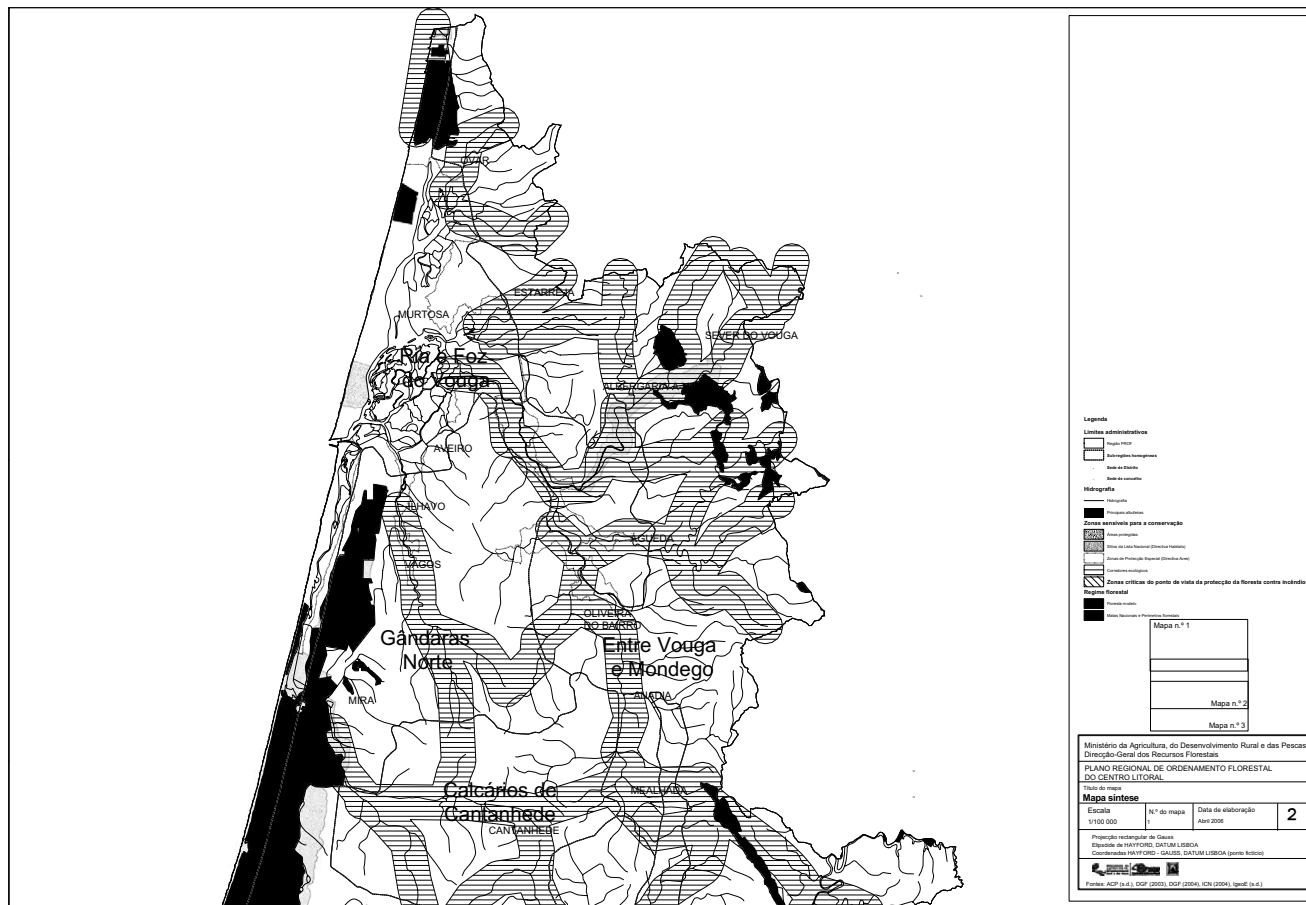 OVAR
ESTARREJA
MURTOSA
SEVER DO VOUGA
Ria e Foz
do Vouga
ALBERGARIA-A-
AVEIRO
ÍLHAVO
ÁGUEDA
VAGOS
OLIVEIRA
DO BAIRRO
Gândaras
Norte
Entre Vouga
e Mondego
MIRA
ANADIA
Calcários de
Cantanhede
MEALHADA
CANTANHEDE
Legenda
Limites administrativos
Região PROF
Sub-regiões homogéneas
Sede de Distrito
Sede de concelho
Hidrografia
Hidrografia
Principais albufeiras
Zonas sensíveis para a conservação
Áreas protegidas
Sítios da Lista Nacional (Directiva Habitats)
Zonas de Protecção Especial (Directiva Aves)
Corredores ecológicos
Zonas críticas do ponto de vista da protecção da floresta contra incêndios
Regime florestal
Floresta modelo
Matas Nacionais e Perímetros florestais
Mapa n.º 1
Mapa n.º 2
Mapa n.º 3
Ministério da Agricultura, do Desenvolvimento Rural e das Pescas
Direcção-Geral dos Recursos Florestais
PLANO REGIONAL DE ORDENAMENTO FLORESTAL
DO CENTRO LITORAL
Título do mapa
Mapa síntese
Escala
1/100 000
N.º do mapa
1
Data de elaboração
Abril 2006
2
Projecção rectangular de Gauss
Elipsóide de HAYFORD, DATUM LISBOA
Coordenadas HAYFORD - GAUSS, DATUM LISBOA (ponto fictício)
Fontes: ACP (s.d.), DGF (2003), DGF (2004), ICN (2004), IgeoE (s.d.)